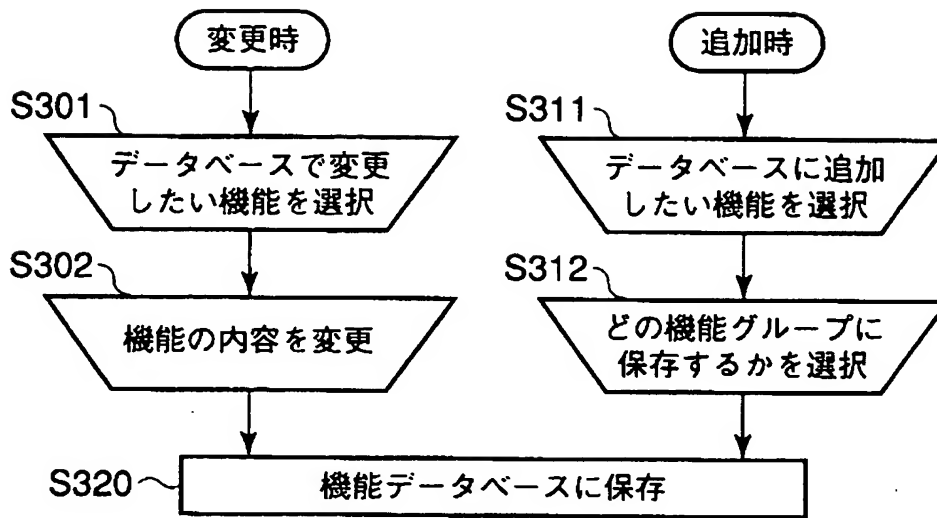 変更時
S301
データベースで変更
したい機能を選択
S302
機能の内容を変更
追加時
S311
データベースに追加
したい機能を選択
S312
どの機能グループに
保存するかを選択
S320
機能データベースに保存